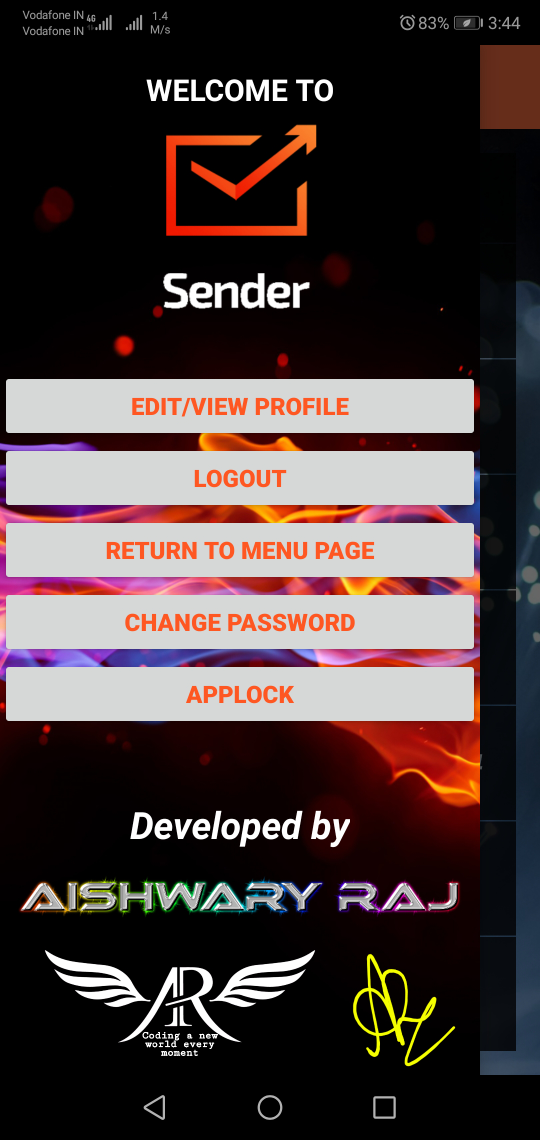 Vodafone IN 4G 1.4
Vodafone IN M/s 83% 3:44
WELCOME TO
Sender
EDIT/VIEW PROFILE
LOGOUT
RETURN TO MENU PAGE
CHANGE PASSWORD
APPLOCK
Developed by
AISHWARY RAJ
AR
Coding a new
world every
moment